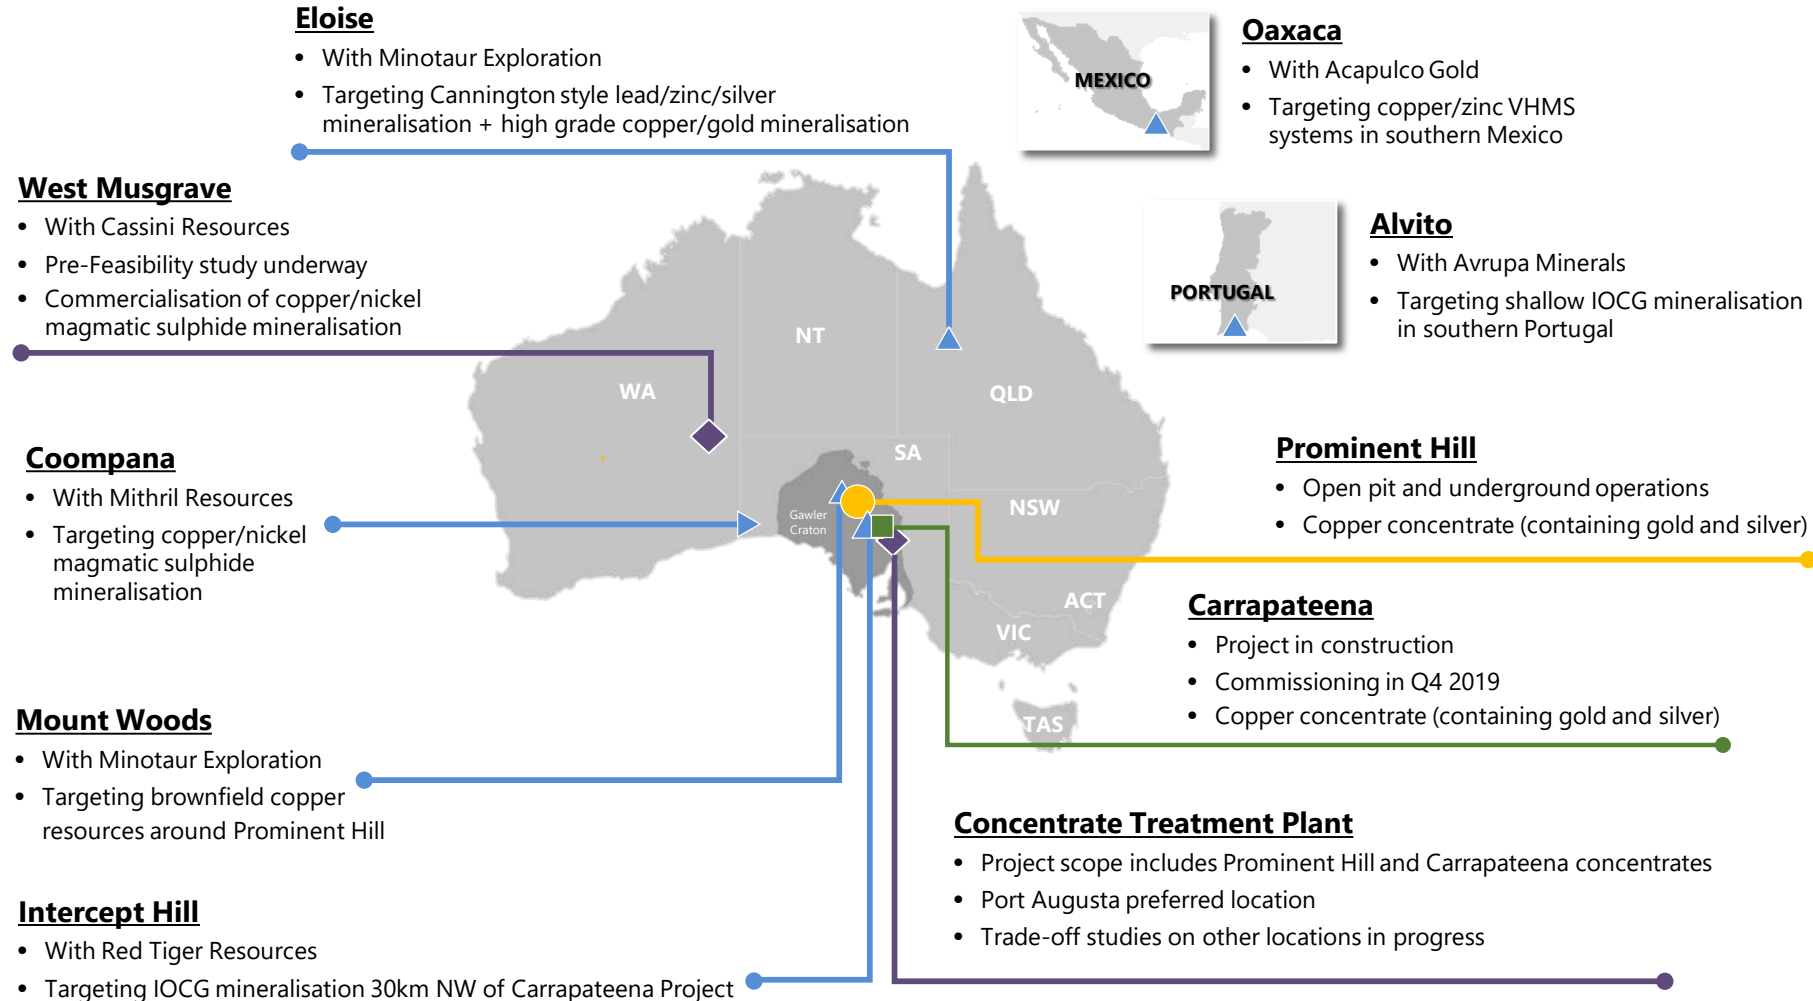 Eloise
• With Minotaur Exploration
• Targeting Cannington style lead/zinc/silver
mineralisation + high grade copper/gold mineralisation
MEXICO
Oaxaca
• With Acapulco Gold
• Targeting copper/zinc VHMS
systems in southern Mexico
West Musgrave
• With Cassini Resources
• Pre-Feasibility study underway
• Commercialisation of copper/nickel
magmatic sulphide mineralisation
PORTUGAL
Alvito
• With Avrupa Minerals
• Targeting shallow IOCG mineralisation
in southern Portugal
NT
WA
QLD
SA
NSW
Gawler
Craton
ACT
VIC
TAS
Coompana
• With Mithril Resources
• Targeting copper/nickel
magmatic sulphide
mineralisation
Prominent Hill
• Open pit and underground operations
• Copper concentrate (containing gold and silver)
Carrapateena
• Project in construction
• Commissioning in Q4 2019
• Copper concentrate (containing gold and silver)
Mount Woods
• With Minotaur Exploration
• Targeting brownfield copper
resources around Prominent Hill
Concentrate Treatment Plant
• Project scope includes Prominent Hill and Carrapateena concentrates
• Port Augusta preferred location
• Trade-off studies on other locations in progress
Intercept Hill
• With Red Tiger Resources
• Targeting IOCG mineralisation 30km NW of Carrapateena Project